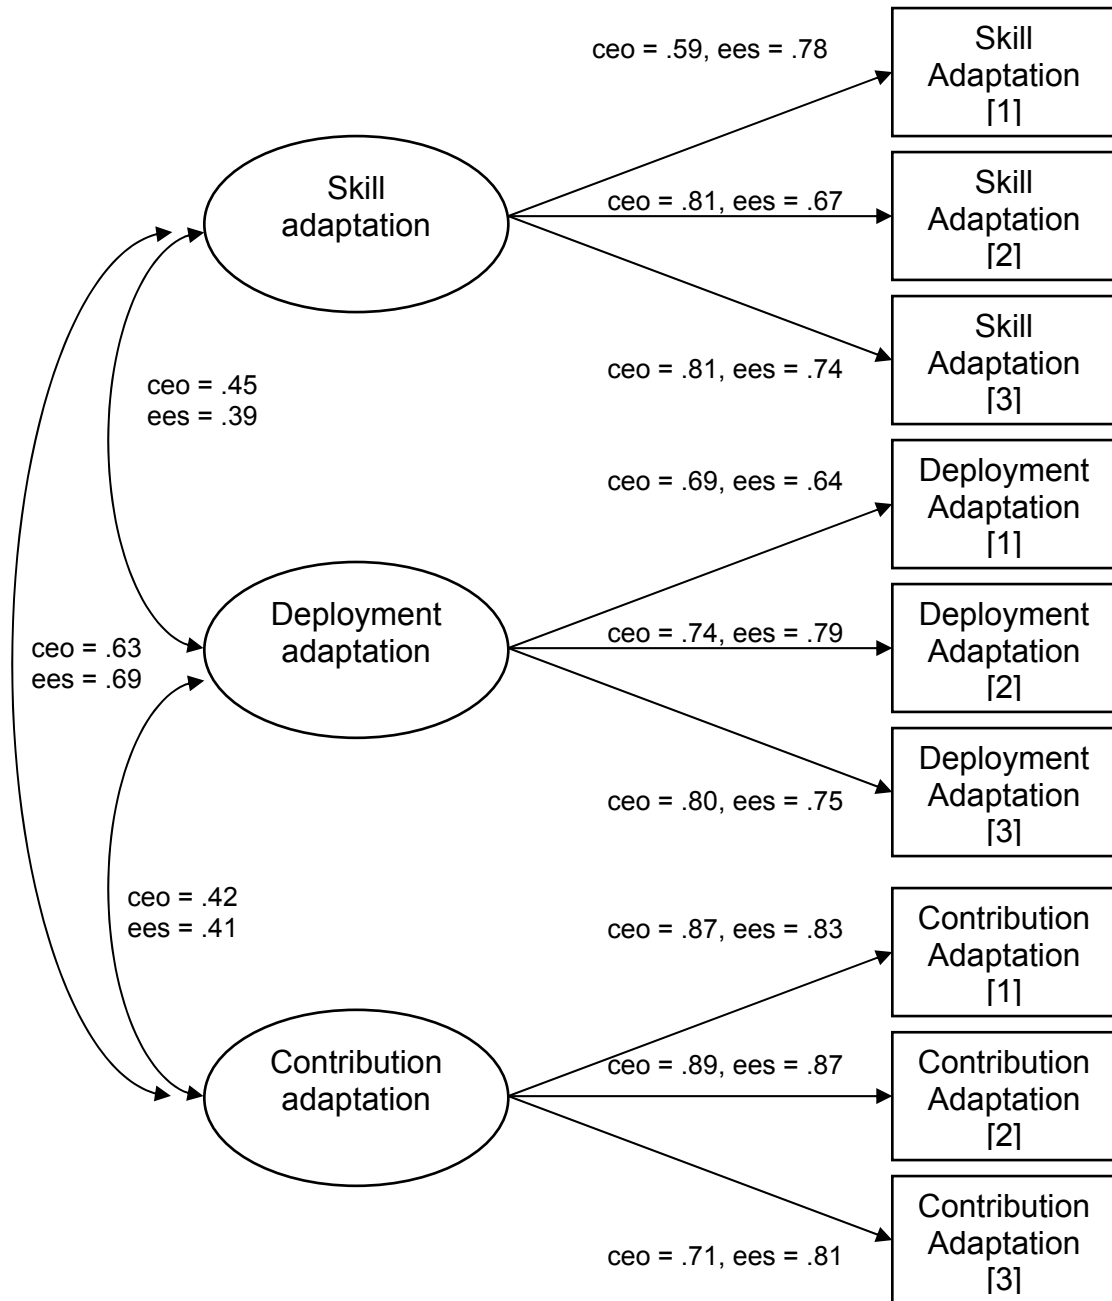 ceo = .59, ees = .78
Skill
Adaptation
[1]
Skill
adaptation
ceo = .81, ees = .67
Skill
Adaptation
[2]
ceo = .81, ees = .74
Skill
Adaptation
[3]
ceo = .45
ees = .39
ceo = .69, ees = .64
Deployment
Adaptation
[1]
Deployment
adaptation
ceo = .74, ees = .79
Deployment
Adaptation
[2]
ceo = .63
ees = .69
ceo = .80, ees = .75
Deployment
Adaptation
[3]
ceo = .42
ees = .41
ceo = .87, ees = .83
Contribution
Adaptation
[1]
Contribution
adaptation
ceo = .89, ees = .87
Contribution
Adaptation
[2]
ceo = .71, ees = .81
Contribution
Adaptation
[3]